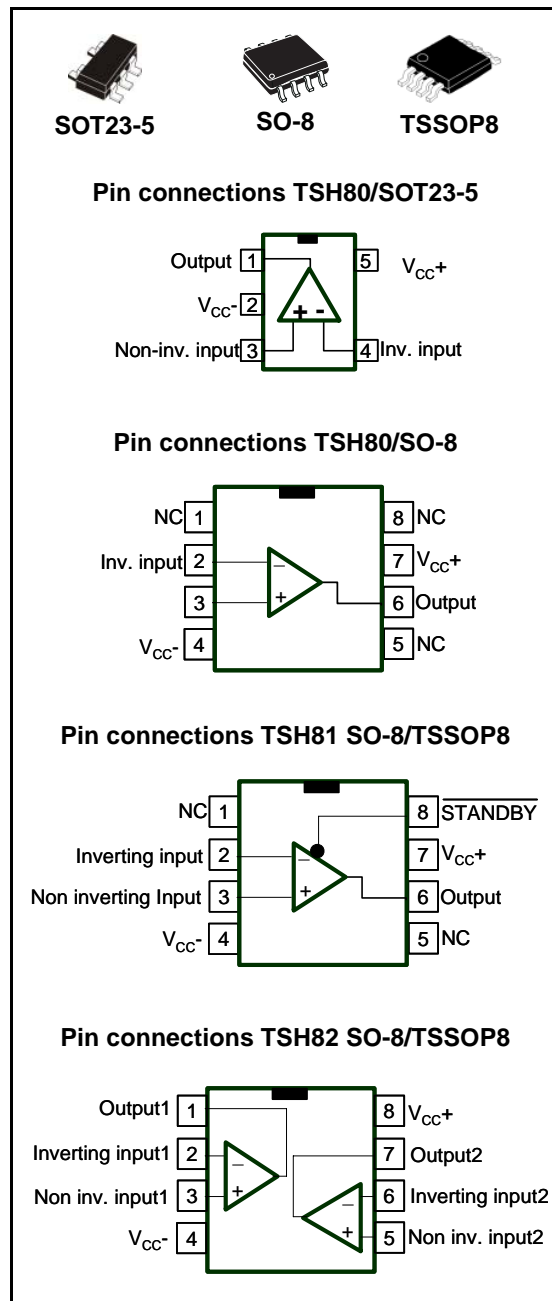 SOT23-5 SO-8 TSSOP8
Pin connections TSH80/SOT23-5
Output 1 5 VCC+
VCC- 2
+ -
Non-inv. input 3 4 Inv. input
Pin connections TSH80/SO-8
NC 1 8 NC
Inv. input 2 − 7 VCC+
3 + 6 Output
VCC- 4 5 NC
Pin connections TSH81 SO-8/TSSOP8
NC 1 8 STANDBY
Inverting input 2 − 7 VCC+
Non inverting Input 3 + 6 Output
VCC- 4 5 NC
Pin connections TSH82 SO-8/TSSOP8
Output1 1 8 VCC+
Inverting input1 2 − 7 Output2
Non inv. input1 3 + − 6 Inverting input2
VCC- 4 + 5 Non inv. input2